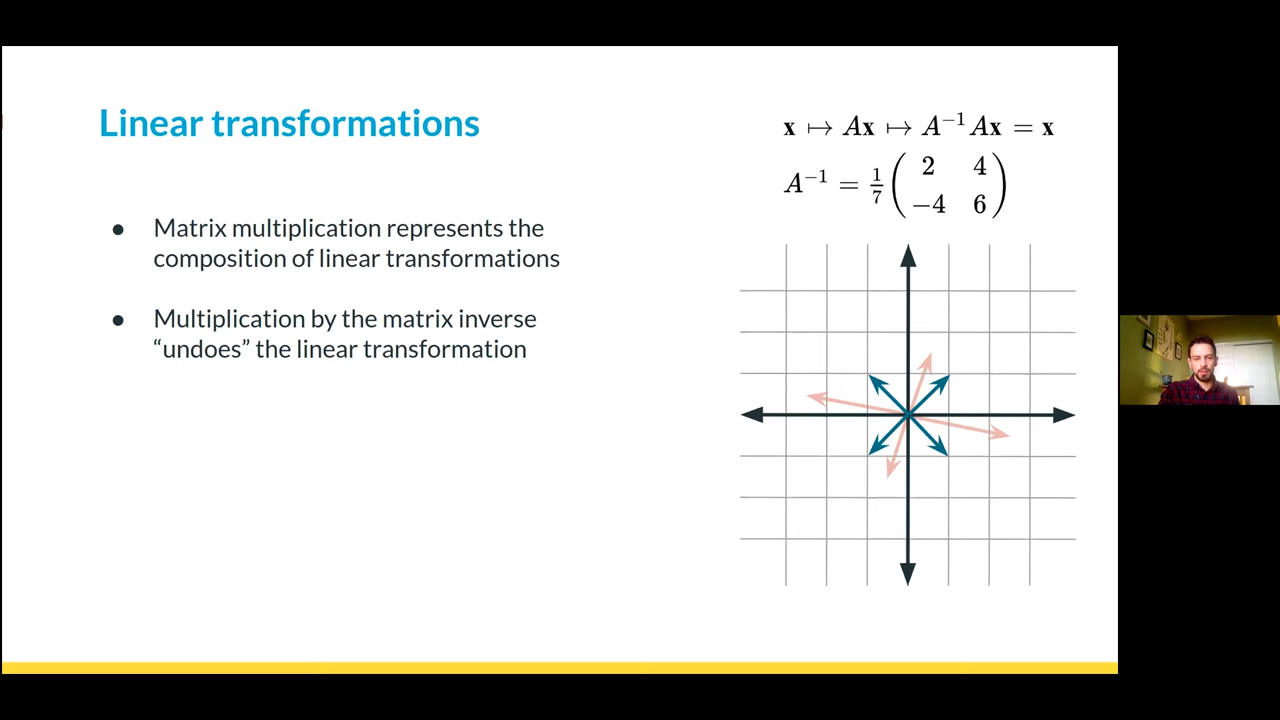 Linear transformations
● Matrix multiplication represents the
composition of linear transformations
● Multiplication by the matrix inverse
“undoes” the linear transformation
𝐱 ↦ A𝐱 ↦ A⁻¹A𝐱 = 𝐱
A⁻¹ = 1/7 ( 2 4
−4 6 )